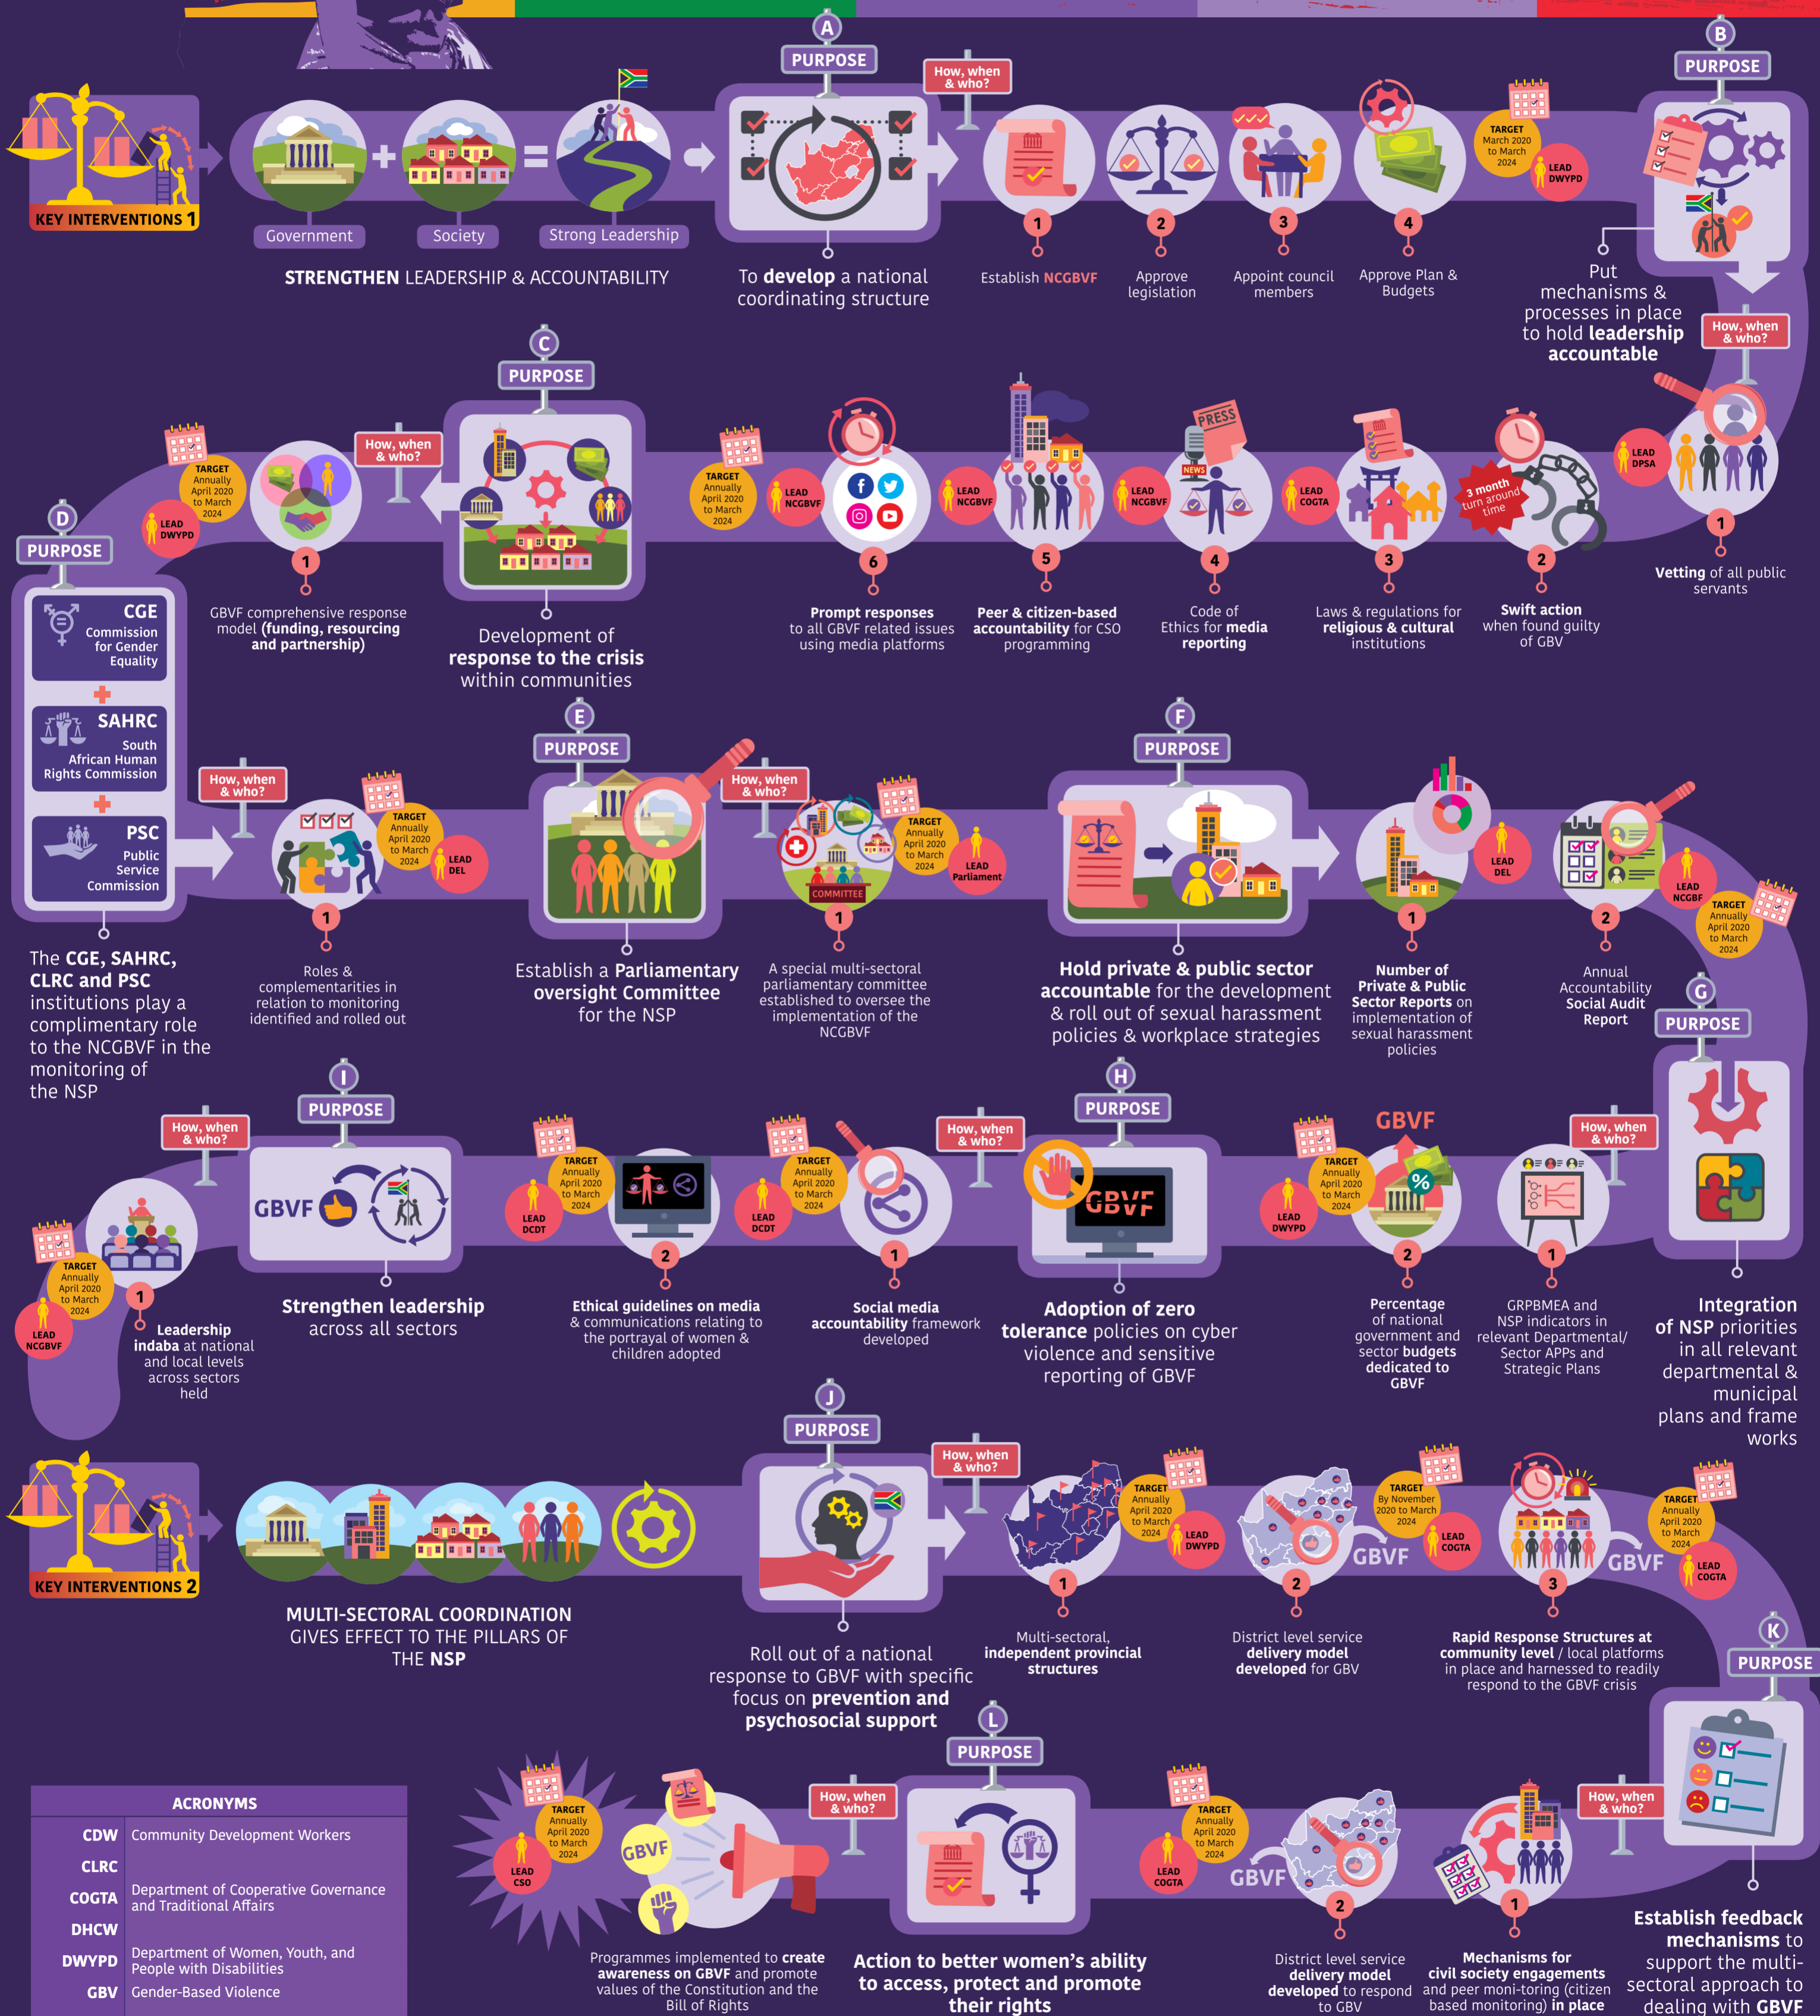 KEY INTERVENTIONS 1
Government
Society
Strong Leadership
STRENGTHEN LEADERSHIP & ACCOUNTABILITY
A
PURPOSE
To develop a national
coordinating structure
How, when
& who?
1
Establish NCGBVF
2
Approve
legislation
3
Appoint council
members
4
Approve Plan &
Budgets
TARGET
March 2020
to March
2024
LEAD
DWYPD
B
PURPOSE
Put
mechanisms &
processes in place
to hold leadership
accountable
How, when
& who?
1
Vetting of all public
servants
LEAD
DPSA
3 month
turn around
time
2
Swift action
when found guilty
of GBV
3
Laws & regulations for
religious & cultural
institutions
LEAD
COGTA
PRESS
NEWS
4
Code of
Ethics for media
reporting
LEAD
NCGBVF
5
Peer & citizen-based
accountability for CSO
programming
LEAD
NCGBVF
6
Prompt responses
to all GBVF related issues
using media platforms
LEAD
NCGBVF
TARGET
Annually
April 2020
to March
2024
C
PURPOSE
Development of
response to the crisis
within communities
How, when
& who?
1
GBVF comprehensive response
model (funding, resourcing
and partnership)
TARGET
Annually
April 2020
to March
2024
LEAD
DWYPD
D
PURPOSE
CGE
Commission
for Gender
Equality
SAHRC
South
African Human
Rights Commission
PSC
Public
Service
Commission
The CGE, SAHRC,
CLRC and PSC
institutions play a
complimentary role
to the NCGBVF in the
monitoring of
the NSP
How, when
& who?
1
Roles &
complementarities in
relation to monitoring
identified and rolled out
TARGET
Annually
April 2020
to March
2024
LEAD
DEL
E
PURPOSE
Establish a Parliamentary
oversight Committee
for the NSP
How, when
& who?
COMMITTEE
1
A special multi-sectoral
parliamentary committee
established to oversee the
implementation of the
NCGBVF
TARGET
Annually
April 2020
to March
2024
LEAD
Parliament
F
PURPOSE
Hold private & public sector
accountable for the development
& roll out of sexual harassment
policies & workplace strategies
1
Number of
Private & Public
Sector Reports on
implementation of
sexual harassment
policies
LEAD
DEL
2
Annual
Accountability
Social Audit
Report
LEAD
NCGBF
TARGET
Annually
April 2020
to March
2024
G
PURPOSE
Integration
of NSP priorities
in all relevant
departmental &
municipal
plans and frame
works
How, when
& who?
1
GRPBMEA and
NSP indicators in
relevant Departmental/
Sector APPs and
Strategic Plans
GBVF
%
2
Percentage
of national
government and
sector budgets
dedicated to
GBVF
TARGET
Annually
April 2020
to March
2024
LEAD
DWYPD
H
PURPOSE
GBVF
Adoption of zero
tolerance policies on cyber
violence and sensitive
reporting of GBVF
How, when
& who?
1
Social media
accountability framework
developed
TARGET
Annually
April 2020
to March
2024
LEAD
DCDT
2
Ethical guidelines on media
& communications relating to
the portrayal of women &
children adopted
TARGET
Annually
April 2020
to March
2024
LEAD
DCDT
I
PURPOSE
GBVF
Strengthen leadership
across all sectors
How, when
& who?
1
Leadership
indaba at national
and local levels
across sectors
held
TARGET
Annually
April 2020
to March
2024
LEAD
NCGBVF
KEY INTERVENTIONS 2
MULTI-SECTORAL COORDINATION
GIVES EFFECT TO THE PILLARS OF
THE NSP
J
PURPOSE
Roll out of a national
response to GBVF with specific
focus on prevention and
psychosocial support
How, when
& who?
1
Multi-sectoral,
independent provincial
structures
TARGET
Annually
April 2020
to March
2024
LEAD
DWYPD
2
District level service
delivery model
developed for GBV
GBVF
TARGET
By November
2020 to March
2024
LEAD
COGTA
3
Rapid Response Structures at
community level / local platforms
in place and harnessed to readily
respond to the GBVF crisis
GBVF
TARGET
Annually
April 2020
to March
2024
LEAD
COGTA
K
PURPOSE
Establish feedback
mechanisms to
support the multi-
sectoral approach to
dealing with GBVF
How, when
& who?
1
Mechanisms for
civil society engagements
and peer moni-toring (citizen
based monitoring) in place
2
District level service
delivery model
developed to respond
to GBV
GBVF
TARGET
Annually
April 2020
to March
2024
LEAD
COGTA
L
PURPOSE
Action to better women's ability
to access, protect and promote
their rights
How, when
& who?
GBVF
Programmes implemented to create
awareness on GBVF and promote
values of the Constitution and the
Bill of Rights
TARGET
Annually
April 2020
to March
2024
LEAD
CSO
ACRONYMS
CDW Community Development Workers
CLRC
COGTA Department of Cooperative Governance
and Traditional Affairs
DHCW
DWYPD Department of Women, Youth, and
People with Disabilities
GBV Gender-Based Violence